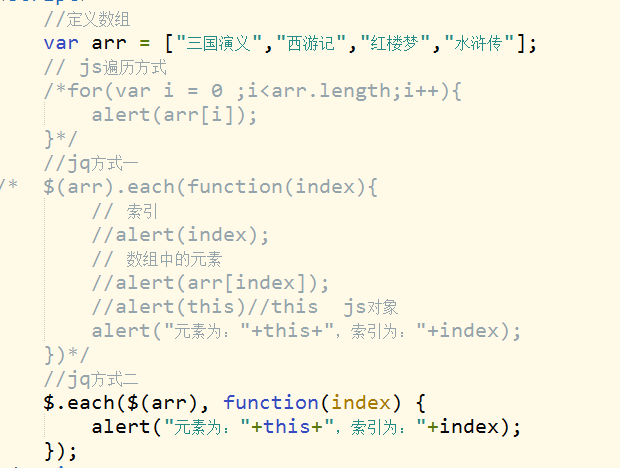 //定义数组
var arr = ["三国演义","西游记","红楼梦","水浒传"];
// js遍历方式
/*for(var i = 0 ;i<arr.length;i++){
alert(arr[i]);
}*/
//jq方式一
/* $(arr).each(function(index){
// 索引
//alert(index);
// 数组中的元素
//alert(arr[index]);
//alert(this)//this js对象
alert("元素为："+this+"，索引为："+index);
})*/
//jq方式二
$.each($(arr), function(index) {
alert("元素为："+this+"，索引为："+index);
});